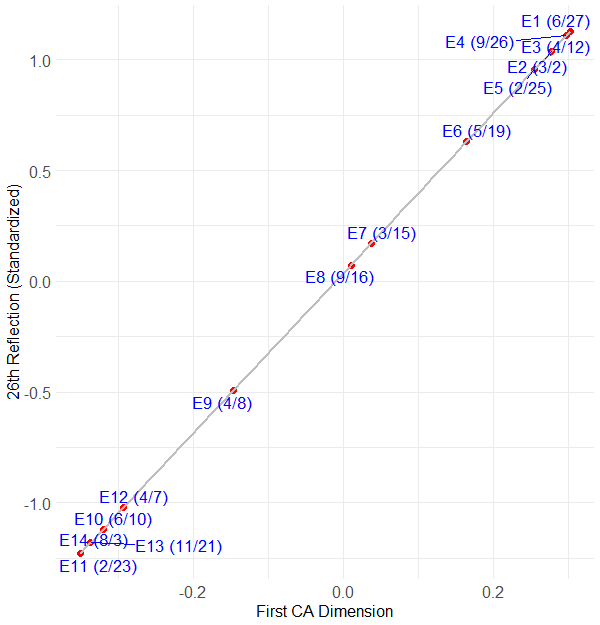 E1 (6/27)
E4 (9/26)
E3 (4/12)
E2 (3/2)
E5 (2/25)
E6 (5/19)
E7 (3/15)
E8 (9/16)
E9 (4/8)
E12 (4/7)
E10 (6/10)
E14 (8/3)
E13 (11/21)
E11 (2/23)
1.0
0.5
0.0
-0.5
-1.0
-0.2
0.0
0.2
First CA Dimension
26th Reflection (Standardized)